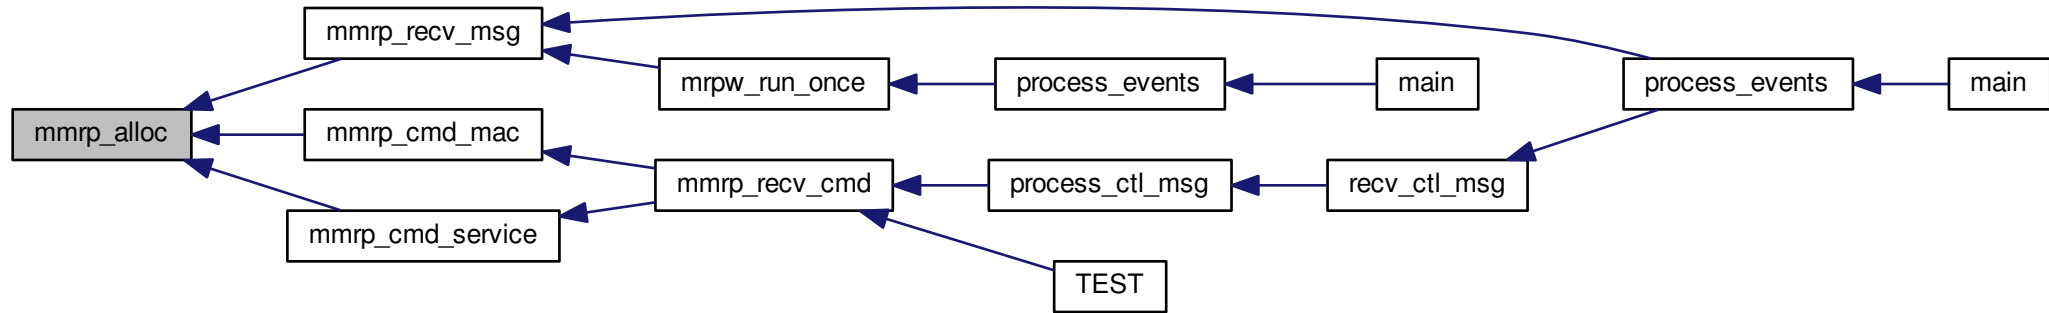 mmrp_recv_msg
mrpw_run_once
process_events
main
process_events
main
mmrp_alloc
mmrp_cmd_mac
mmrp_recv_cmd
process_ctl_msg
recv_ctl_msg
mmrp_cmd_service
TEST